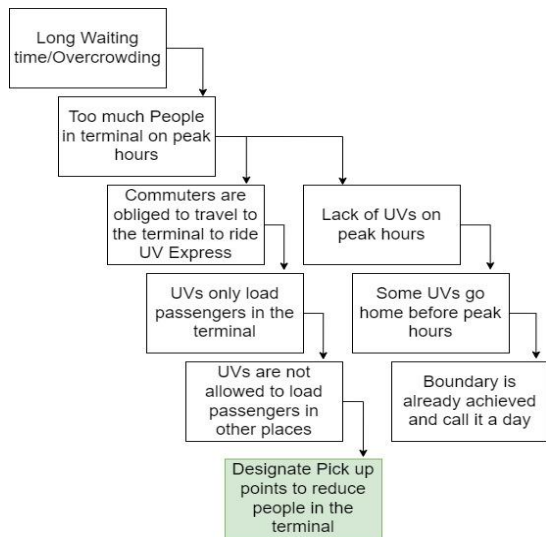 Long Waiting
time/Overcrowding
Too much People
in terminal on peak
hours
Commuters are
obliged to travel to
the terminal to ride
UV Express
Lack of UVs on
peak hours
UVs only load
passengers in the
terminal
Some UVs go
home before peak
hours
UVs are not
allowed to load
passengers in
other places
Boundary is
already achieved
and call it a day
Designate Pick up
points to reduce
people in the
terminal